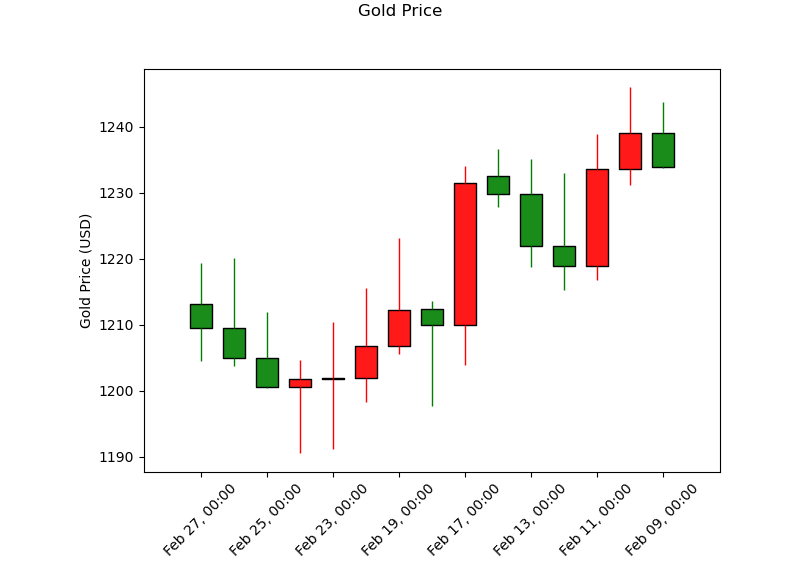 Gold Price
Gold Price (USD)
1240
1230
1220
1210
1200
1190
Feb 27, 00:00
Feb 25, 00:00
Feb 23, 00:00
Feb 19, 00:00
Feb 17, 00:00
Feb 13, 00:00
Feb 11, 00:00
Feb 09, 00:00